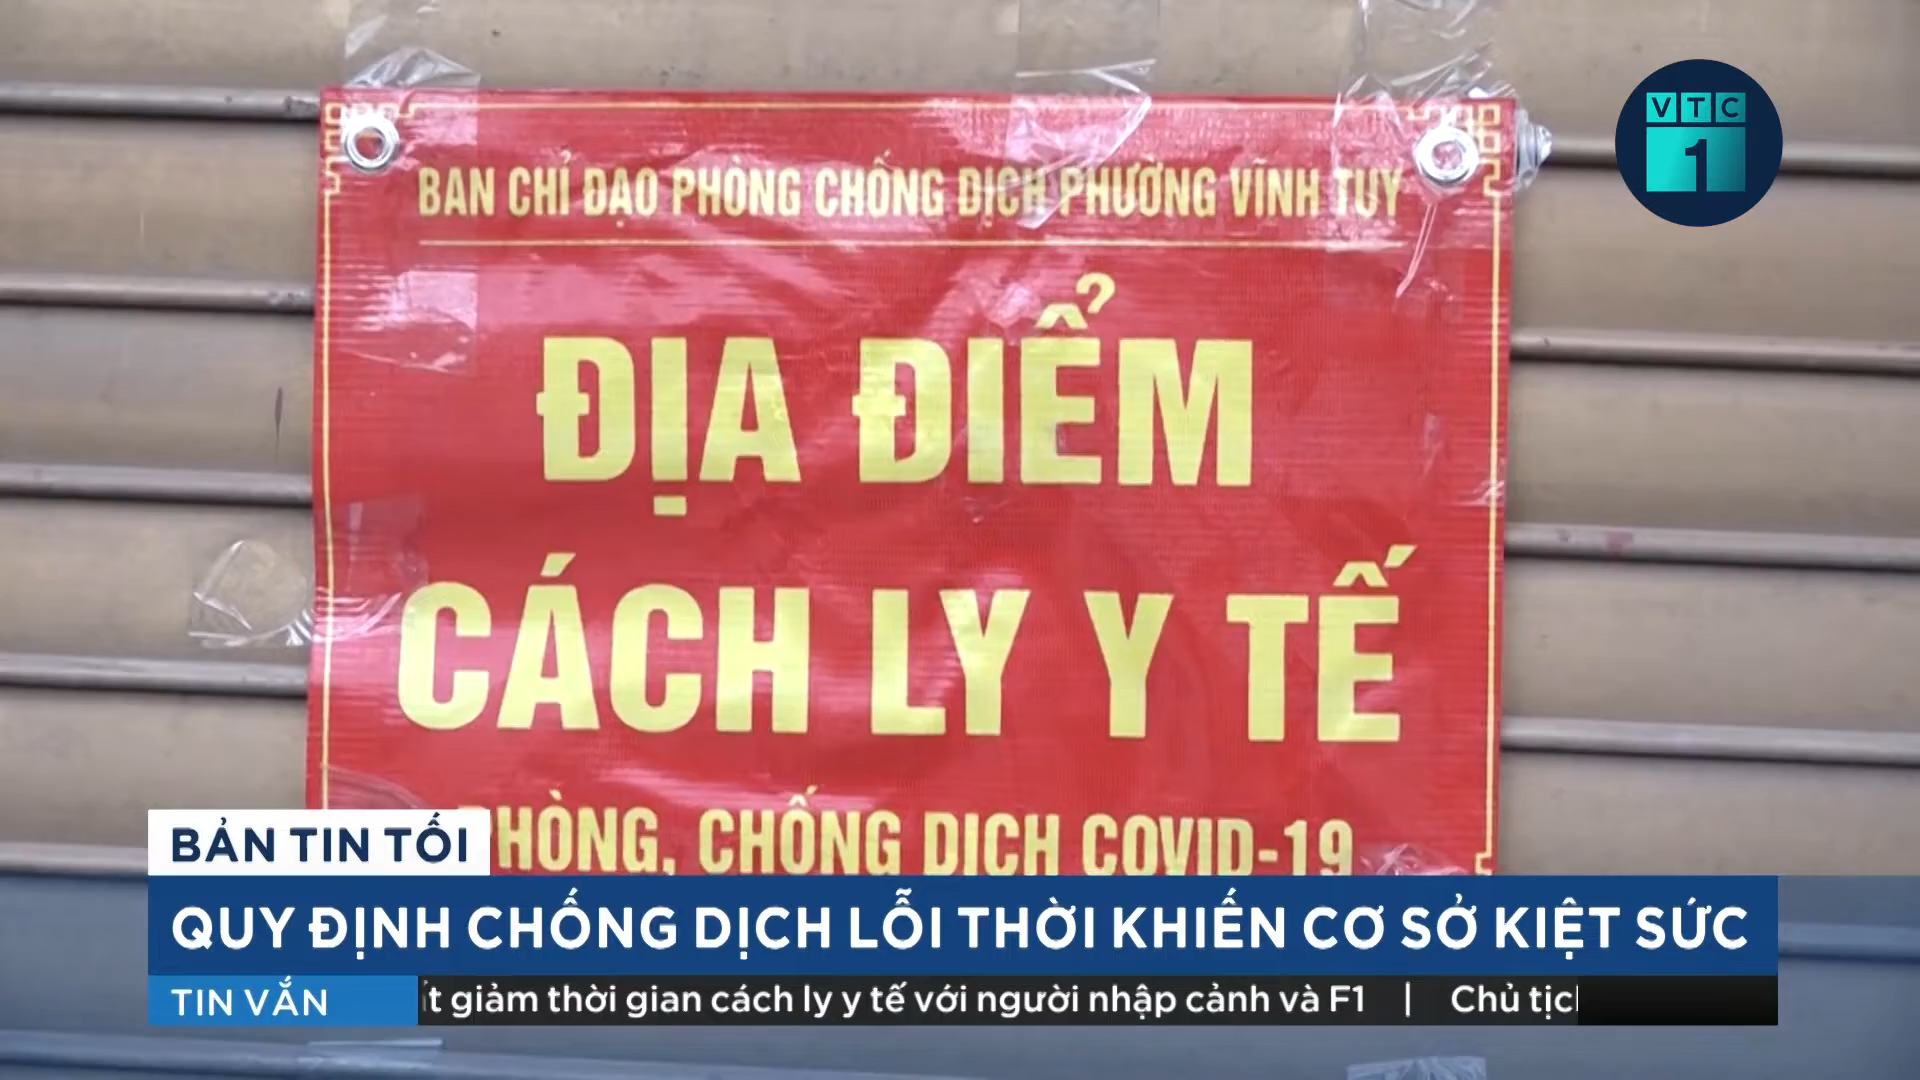 VTC
1
BAN CHỈ ĐẠO PHÒNG CHỐNG DỊCH PHƯỜNG VĨNH TUY
ĐỊA ĐIỂM
CÁCH LY Y TẾ
PHÒNG, CHỐNG DỊCH COVID-19
BẢN TIN TỐI
QUY ĐỊNH CHỐNG DỊCH LỖI THỜI KHIẾN CƠ SỞ KIỆT SỨC
TIN VẮN
giảm thời gian cách ly y tế với người nhập cảnh và F1 | Chủ